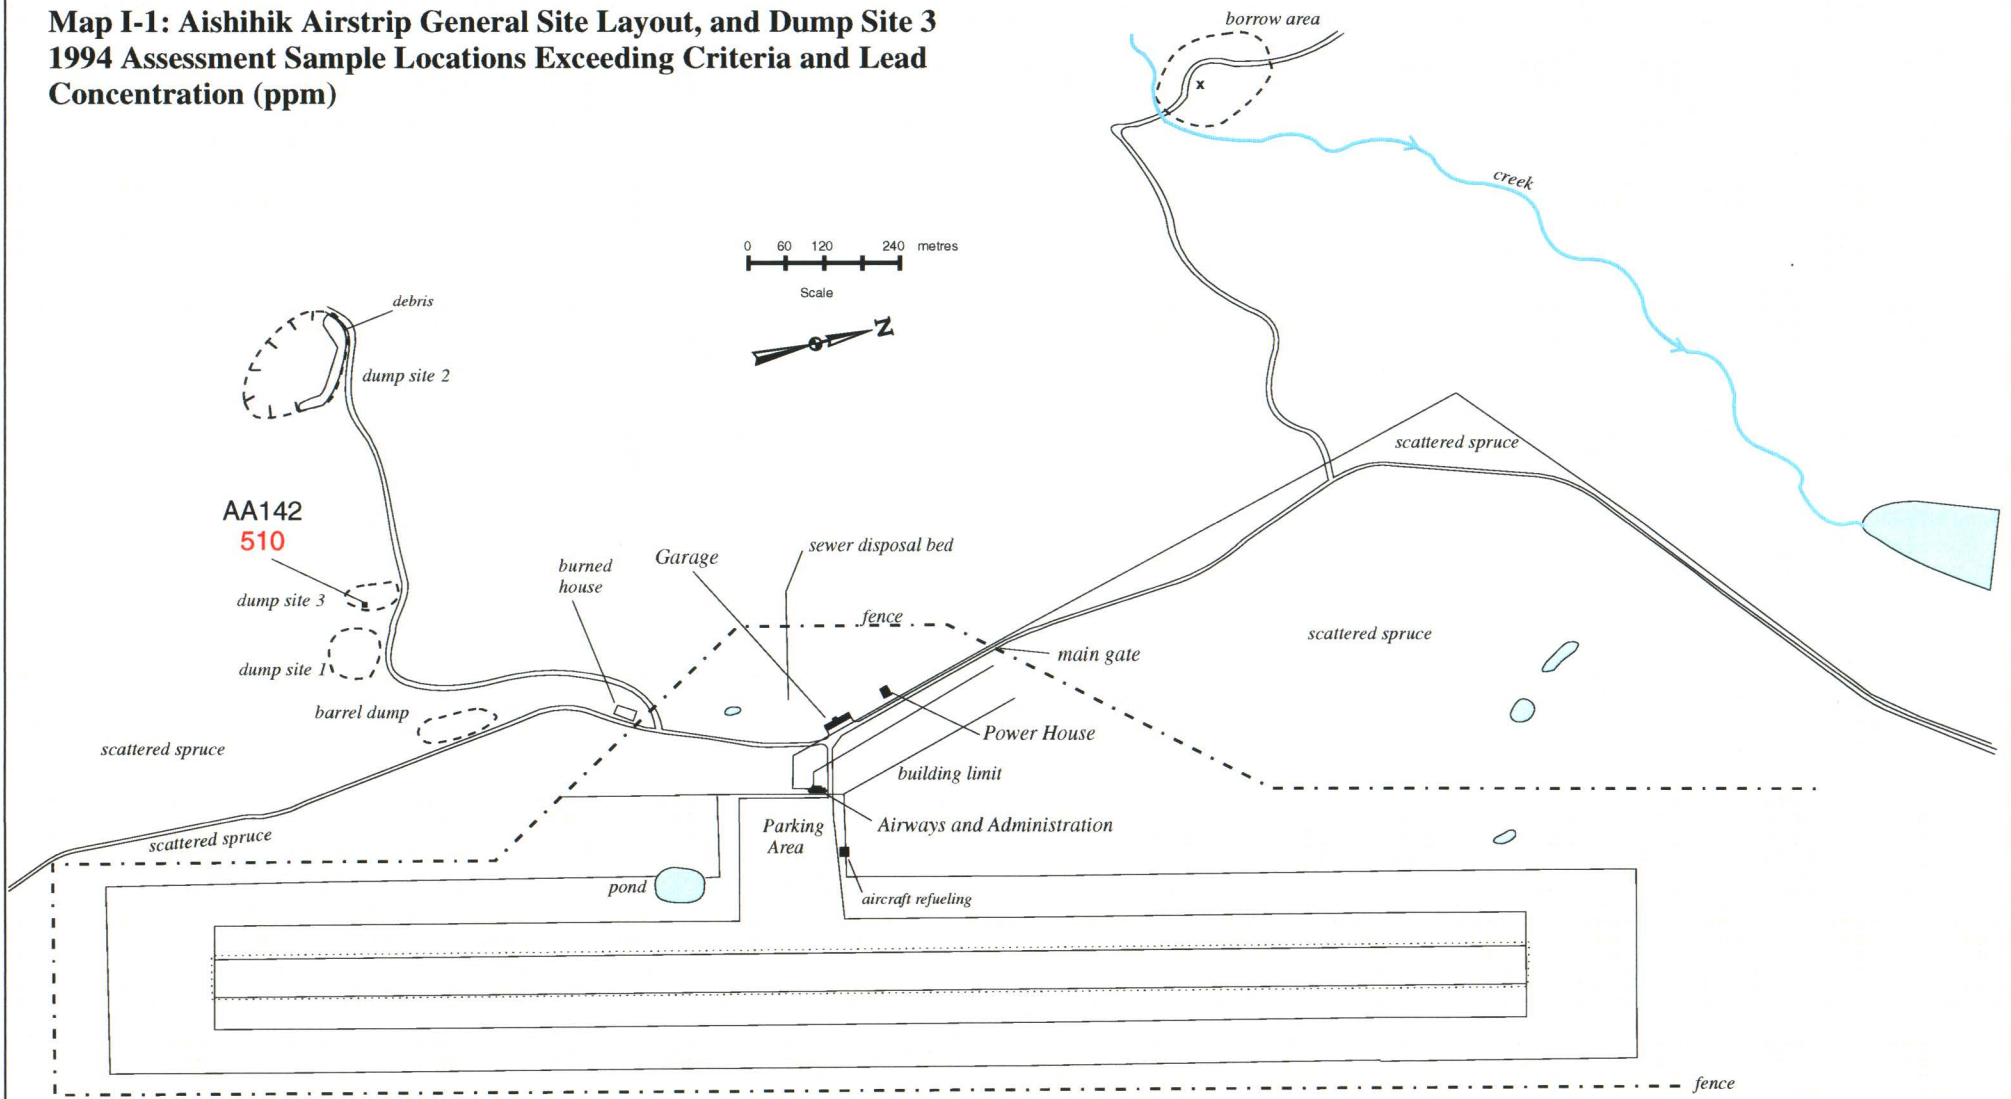 Map I-1: Aishihik Airstrip General Site Layout, and Dump Site 3
1994 Assessment Sample Locations Exceeding Criteria and Lead
Concentration (ppm)
borrow area
x
creek
0 60 120 240 metres
Scale
N
debris
dump site 2
scattered spruce
AA142
510
sewer disposal bed
Garage
burned
house
dump site 3
fence
scattered spruce
main gate
dump site 1
barrel dump
Power House
scattered spruce
building limit
Parking
Area
Airways and Administration
scattered spruce
pond
aircraft refueling
fence